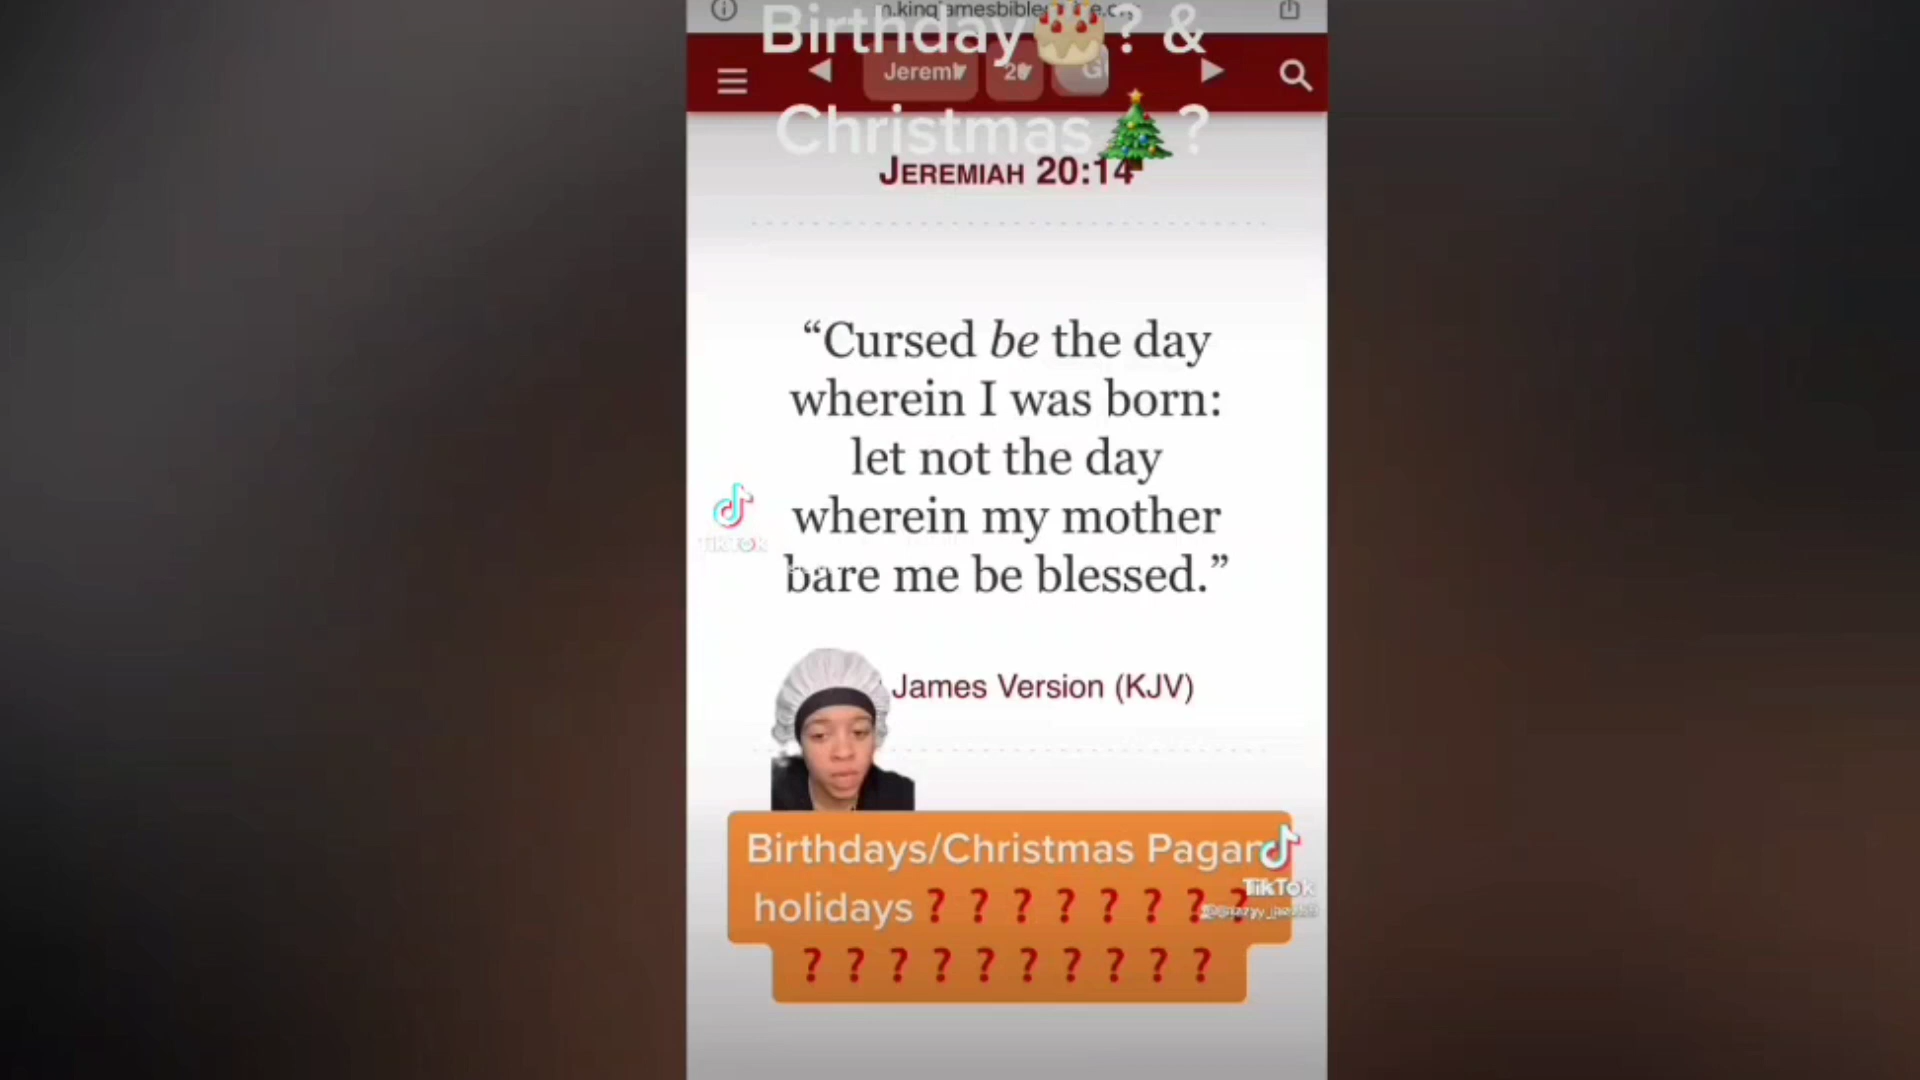 Birthday🎂? &
Christmas🎄?
JEREMIAH 20:14
“Cursed be the day
wherein I was born:
let not the day
wherein my mother
bare me be blessed.”
James Version (KJV)
Birthdays/Christmas Pagan
holidays❓❓❓❓❓❓❓❓
❓❓❓❓❓❓❓❓❓❓
TikTok
TikTok